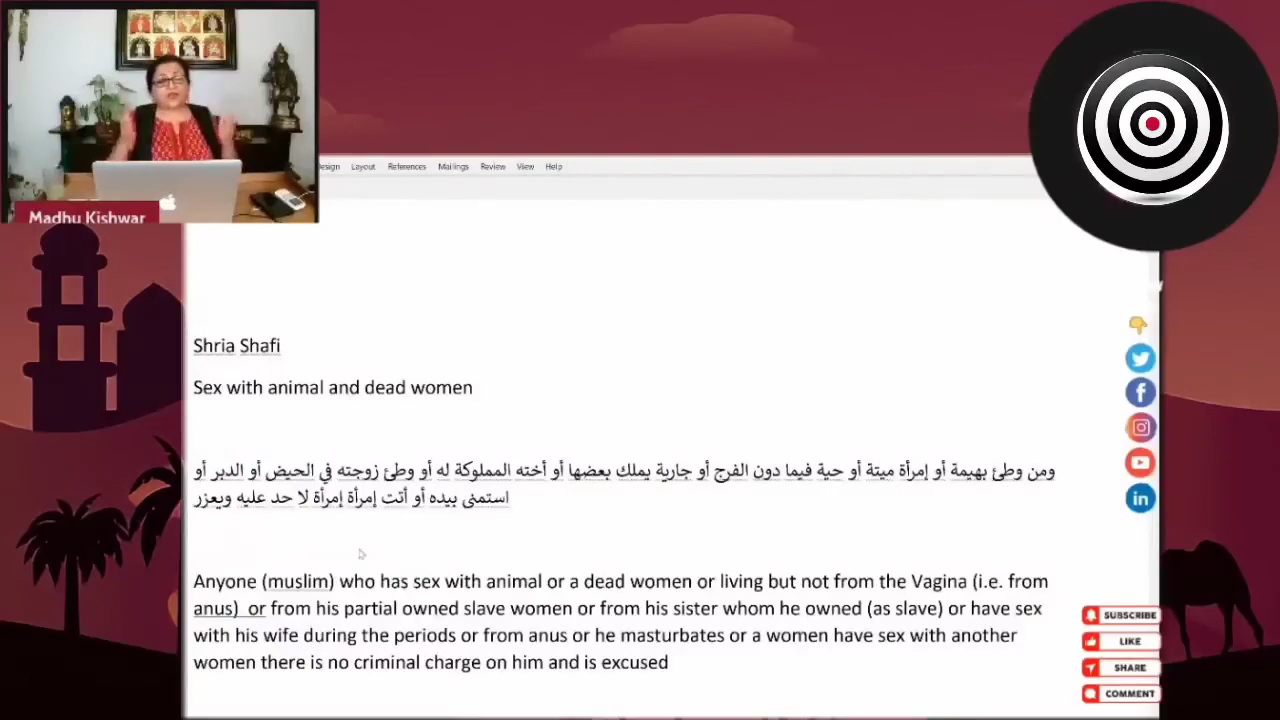 Madhu Kishwar
esign Layout References Mailings Review View Help
Shria Shafi
Sex with animal and dead women
ومن وطئ بهيمة أو إمرأة ميتة أو حية فيما دون الفرج أو جارية يملك بعضها أو أخته المملوكة له أو وطئ زوجته في الحيض أو الدبر أو
استمنى بيده أو أتت إمرأة إمرأة لا حد عليه ويعزر
Anyone (muslim) who has sex with animal or a dead women or living but not from the Vagina (i.e. from
anus) or from his partial owned slave women or from his sister whom he owned (as slave) or have sex
with his wife during the periods or from anus or he masturbates or a women have sex with another
women there is no criminal charge on him and is excused
SUBSCRIBE
LIKE
SHARE
COMMENT